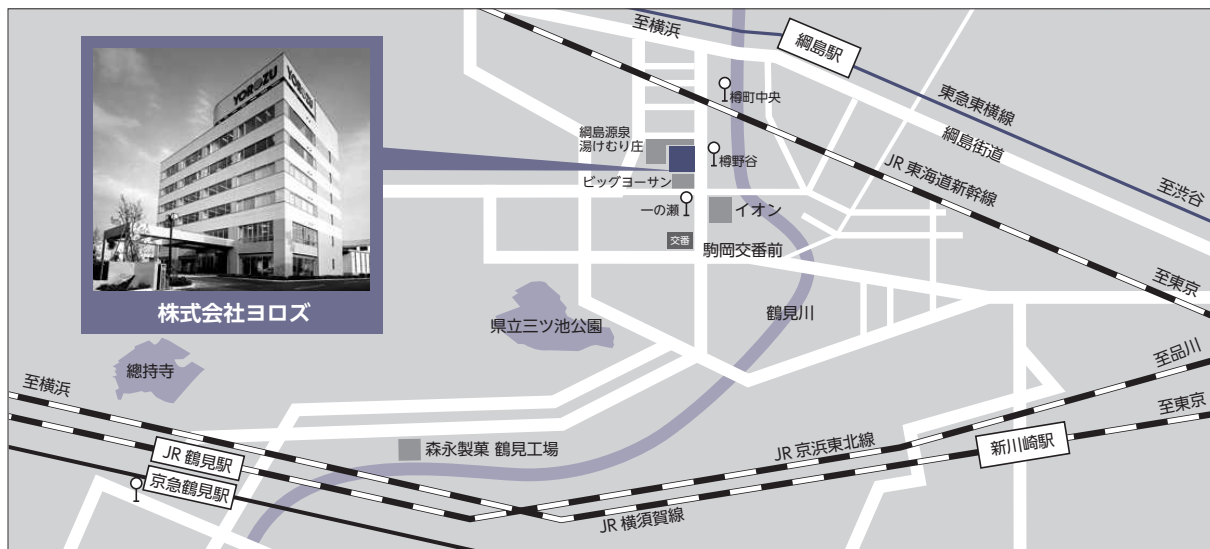 至横浜
綱島駅
東急東横線
綱島街道
至渋谷
JR 東海道新幹線
至東京
YOROZU
YOROZU
株式会社ヨロズ
樽町中央
綱島源泉
湯けむり庄
樽野谷
ビッグヨーサン
一の瀬
イオン
交番
駒岡交番前
県立三ツ池公園
鶴見川
總持寺
至横浜
至品川
至東京
JR 鶴見駅
京急鶴見駅
森永製菓 鶴見工場
JR 京浜東北線
新川崎駅
JR 横須賀線